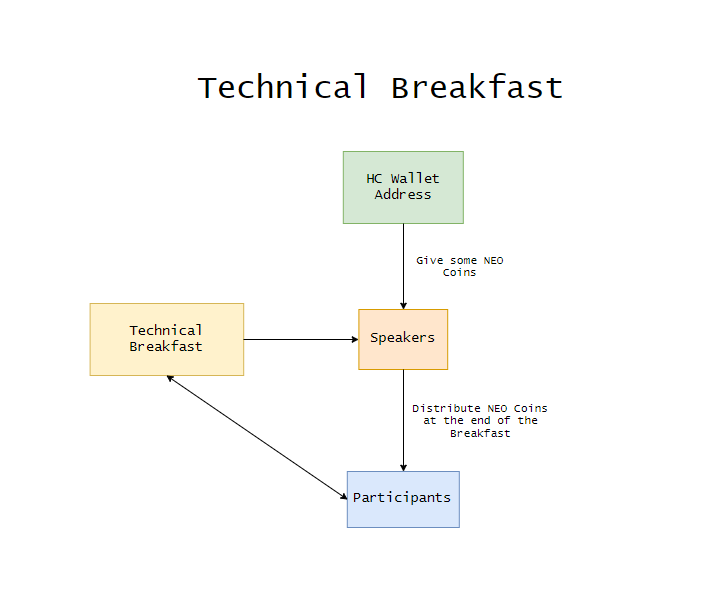 Technical Breakfast
HC Wallet
Address
Give some NEO
Coins
Technical
Breakfast
Speakers
Distribute NEO Coins
at the end of the
Breakfast
Participants